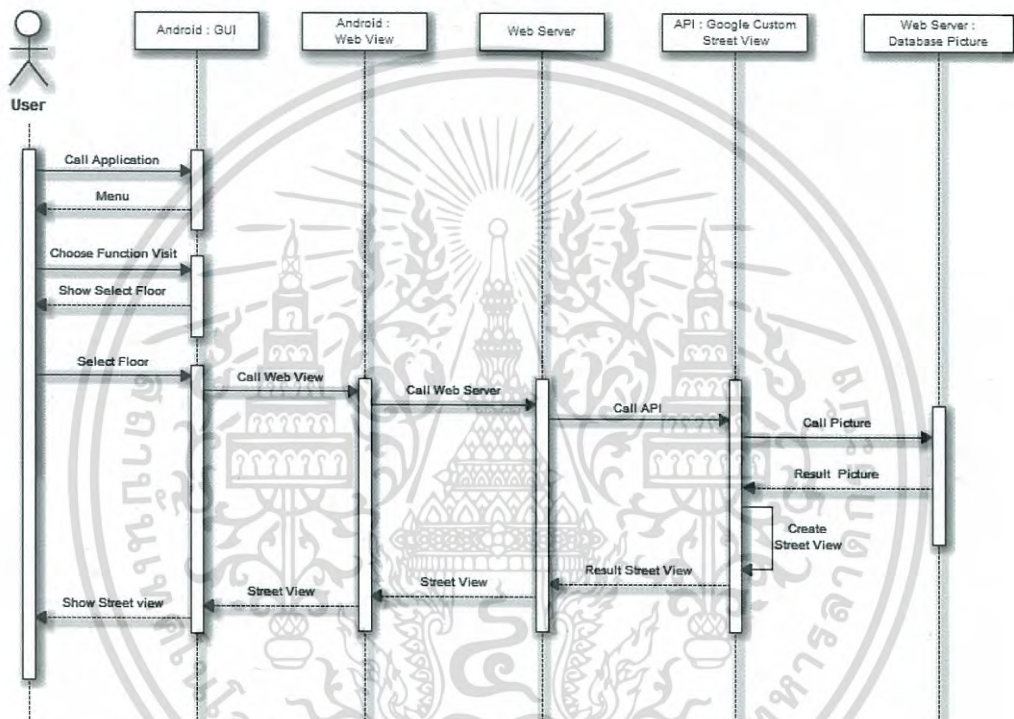 Android : GUI
Android :
Web View
Web Server
API : Google Custom
Street View
Web Server :
Database Picture
User
Call Application
Menu
Choose Function Visit
Show Select Floor
Select Floor
Call Web View
Call Web Server
Call API
Call Picture
Result Picture
Create
Street View
Result Street View
Street View
Street View
Show Street view